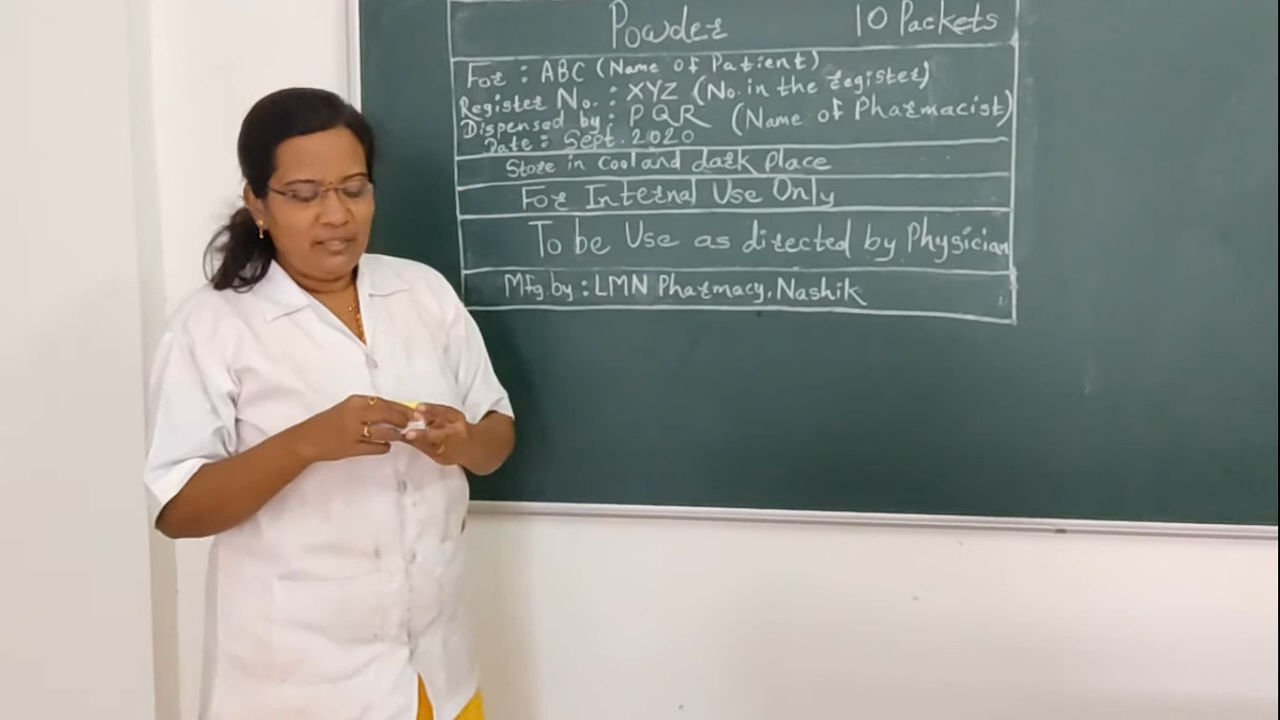 Powder 10 Packets
For : ABC (Name of Patient)
Register No. : XYZ (No. in the register)
Dispensed by : PQR (Name of Pharmacist)
Date : Sept. 2020
Store in cool and dark place
For Internal Use Only
To be Use as directed by Physician
Mfg. by : LMN Pharmacy, Nashik